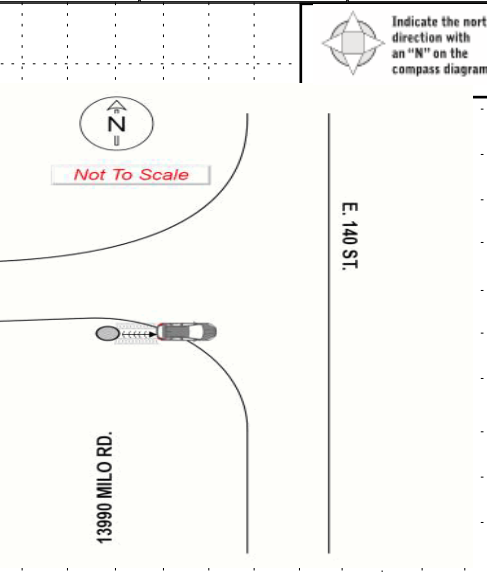 Indicate the nort
direction with
an “N” on the
compass diagram
N
Not To Scale
E. 140 ST.
13990 MILO RD.